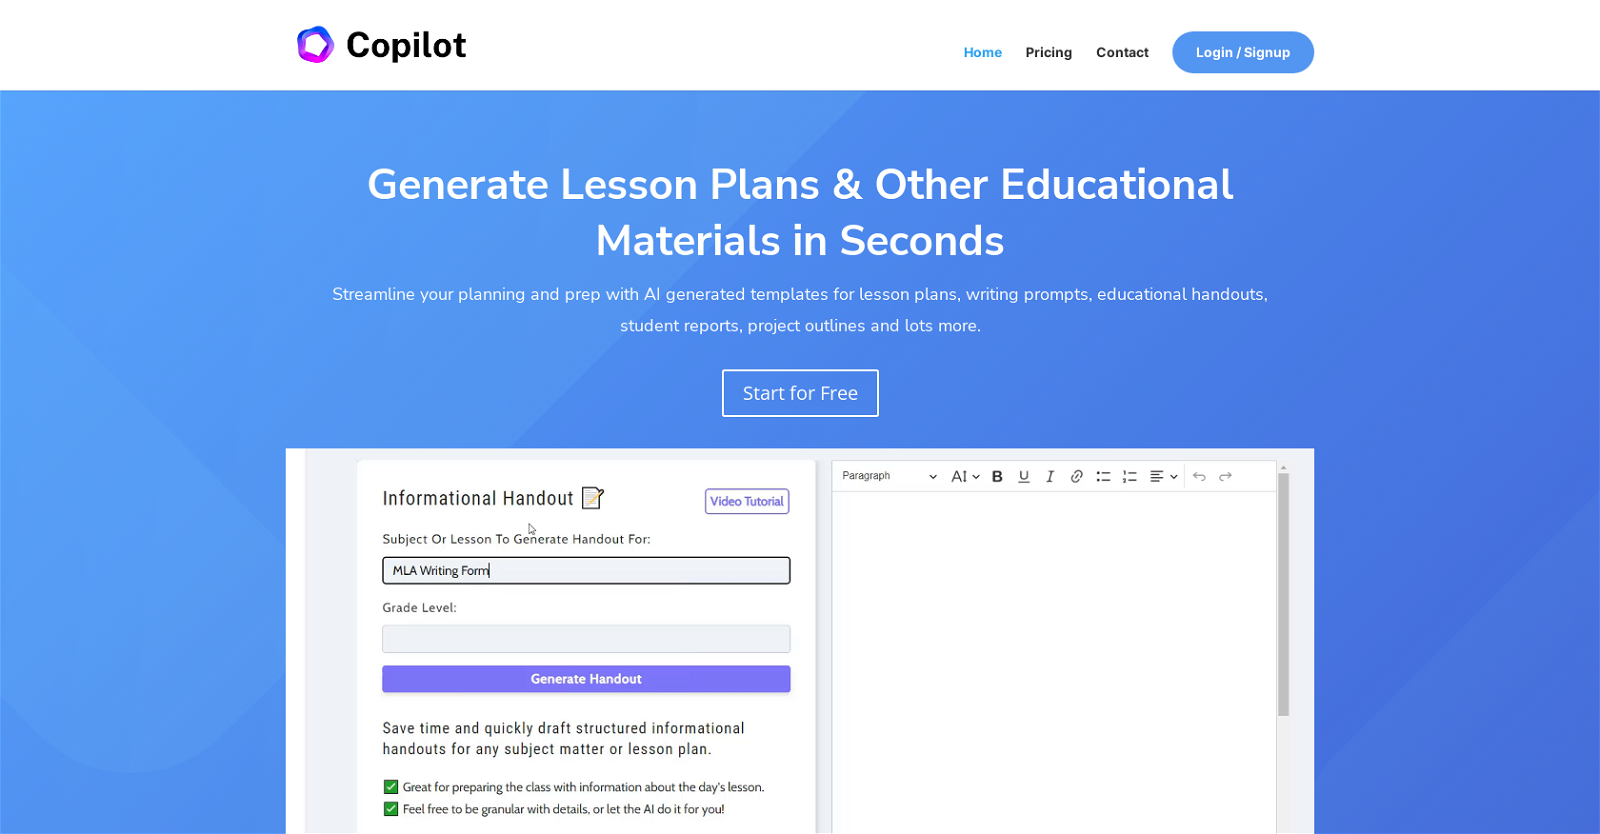 Copilot
Home Pricing Contact Login / Signup
Generate Lesson Plans & Other Educational
Materials in Seconds
Streamline your planning and prep with AI generated templates for lesson plans, writing prompts, educational handouts,
student reports, project outlines and lots more.
Start for Free
Informational Handout
Video Tutorial
Subject Or Lesson To Generate Handout For:
MLA Writing Form
Grade Level:
Generate Handout
Save time and quickly draft structured informational
handouts for any subject matter or lesson plan.
Great for preparing the class with information about the day's lesson.
Feel free to be granular with details, or let the AI do it for you!
Paragraph AI B U I